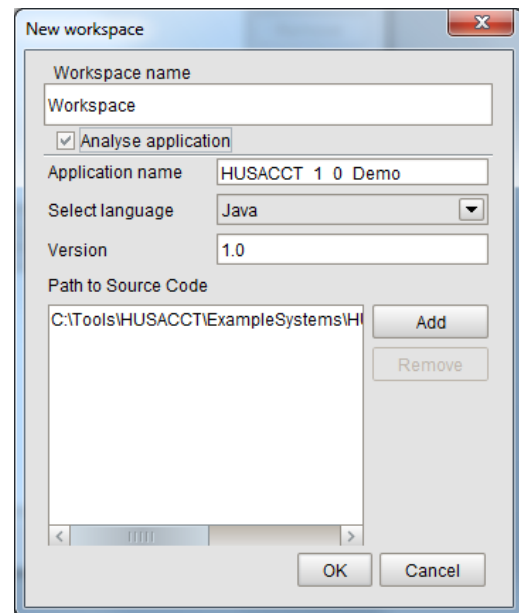 New workspace
Workspace name
Workspace
Analyse application
Application name HUSACCT 1 0 Demo
Select language Java
Version 1.0
Path to Source Code
C:\Tools\HUSACCT\ExampleSystems\HU
Add
Remove
OK Cancel